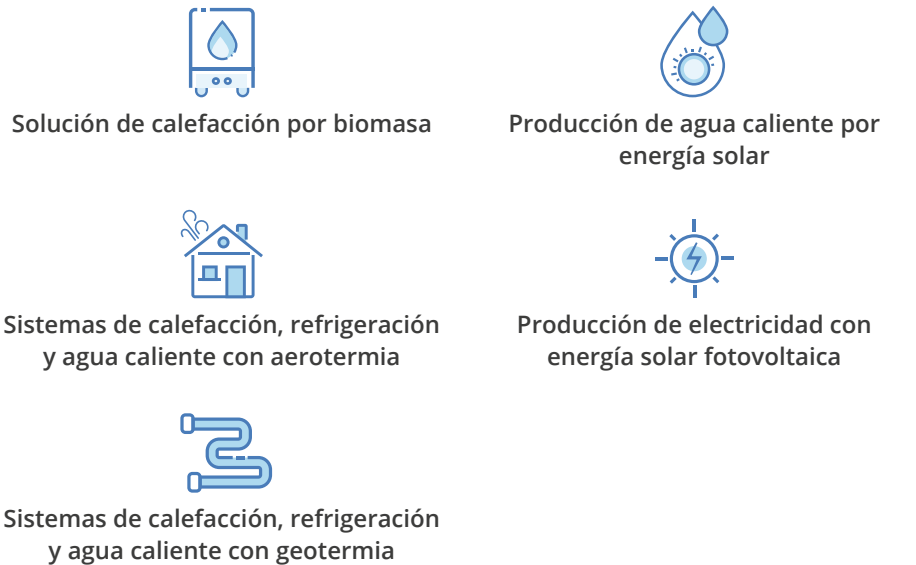 Solución de calefacción por biomasa
Producción de agua caliente por
energía solar
Sistemas de calefacción, refrigeración
y agua caliente con aerotermia
Producción de electricidad con
energía solar fotovoltaica
Sistemas de calefacción, refrigeración
y agua caliente con geotermia